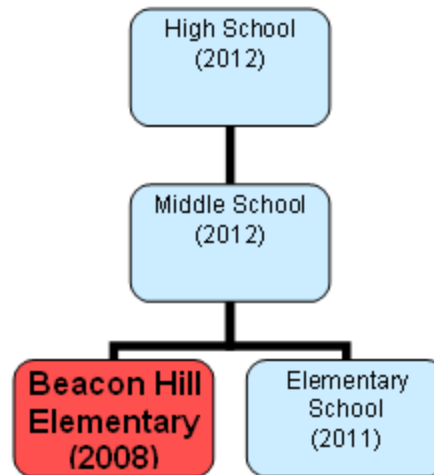 High School
(2012)
Middle School
(2012)
Beacon Hill
Elementary
(2008)
Elementary
School
(2011)